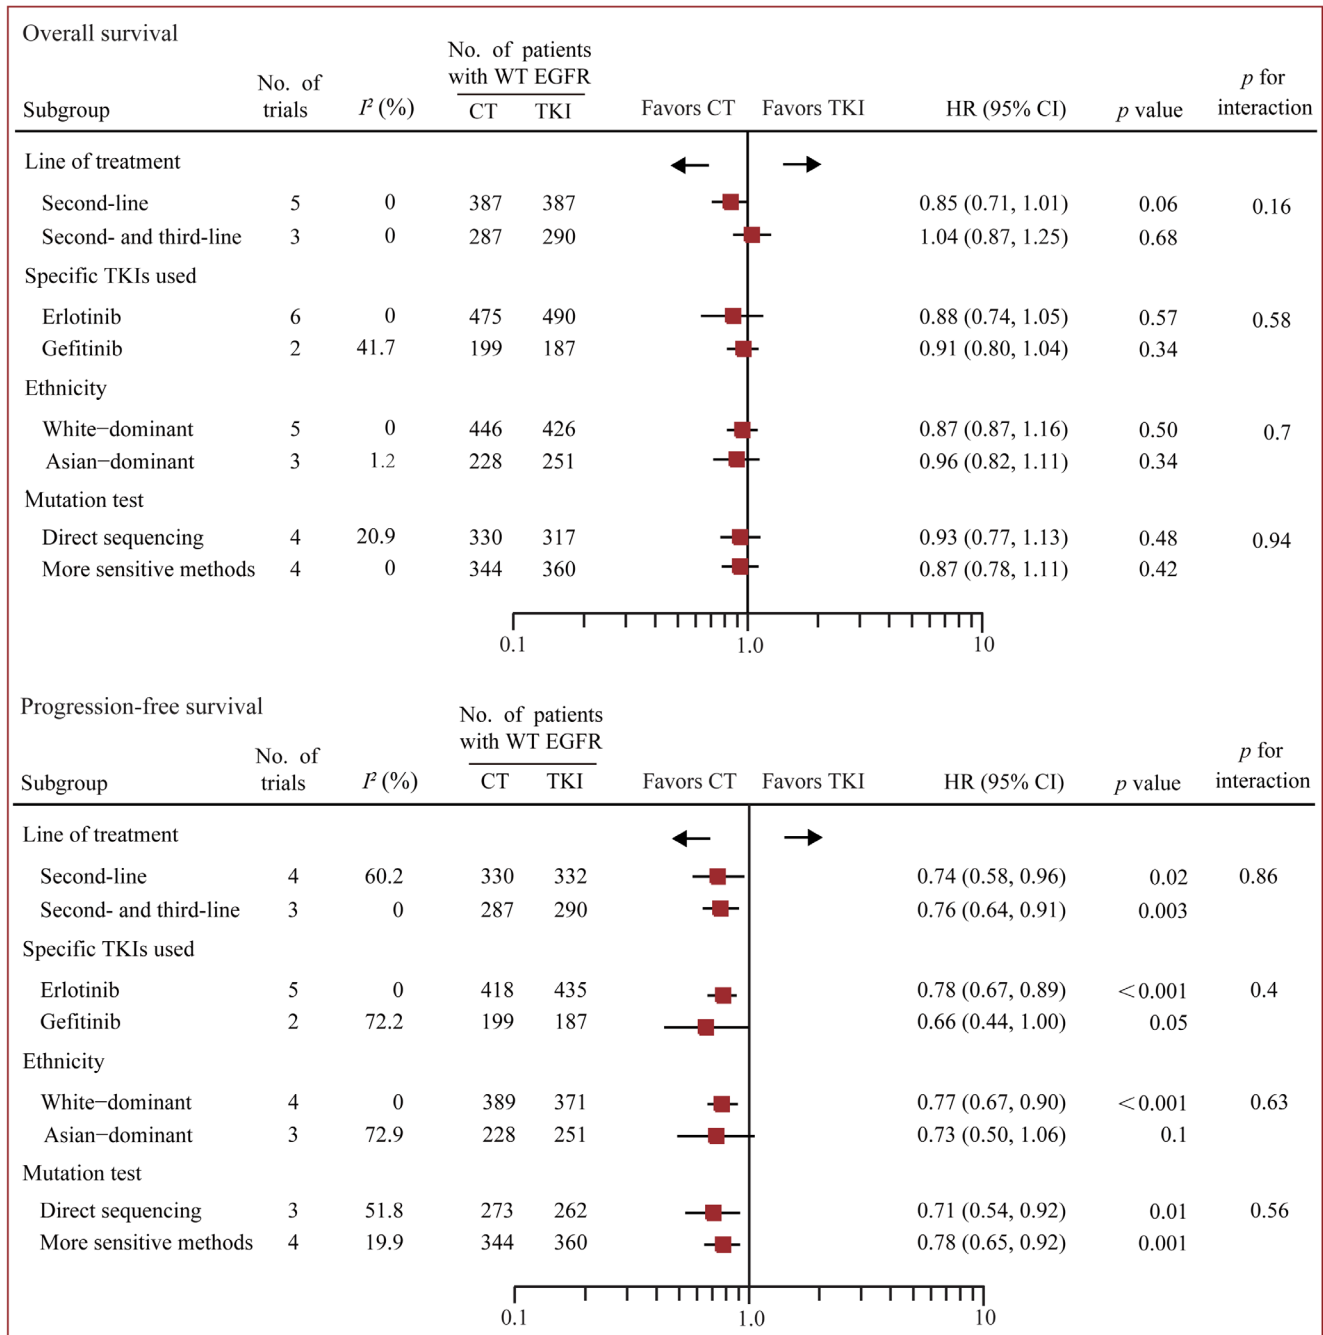 Overall survival
No. of patients
with WT EGFR
No. of
trials
Subgroup I² (%) CT TKI Favors CT Favors TKI HR (95% CI) p value p for
interaction
Line of treatment
Second-line 5 0 387 387 0.85 (0.71, 1.01) 0.06 0.16
Second- and third-line 3 0 287 290 1.04 (0.87, 1.25) 0.68
Specific TKIs used
Erlotinib 6 0 475 490 0.88 (0.74, 1.05) 0.57 0.58
Gefitinib 2 41.7 199 187 0.91 (0.80, 1.04) 0.34
Ethnicity
White−dominant 5 0 446 426 0.87 (0.87, 1.16) 0.50 0.7
Asian−dominant 3 1.2 228 251 0.96 (0.82, 1.11) 0.34
Mutation test
Direct sequencing 4 20.9 330 317 0.93 (0.77, 1.13) 0.48 0.94
More sensitive methods 4 0 344 360 0.87 (0.78, 1.11) 0.42
0.1 1.0 10
Progression-free survival
No. of patients
with WT EGFR
No. of
trials
Subgroup I² (%) CT TKI Favors CT Favors TKI HR (95% CI) p value p for
interaction
Line of treatment
Second-line 4 60.2 330 332 0.74 (0.58, 0.96) 0.02 0.86
Second- and third-line 3 0 287 290 0.76 (0.64, 0.91) 0.003
Specific TKIs used
Erlotinib 5 0 418 435 0.78 (0.67, 0.89) <0.001 0.4
Gefitinib 2 72.2 199 187 0.66 (0.44, 1.00) 0.05
Ethnicity
White−dominant 4 0 389 371 0.77 (0.67, 0.90) <0.001 0.63
Asian−dominant 3 72.9 228 251 0.73 (0.50, 1.06) 0.1
Mutation test
Direct sequencing 3 51.8 273 262 0.71 (0.54, 0.92) 0.01 0.56
More sensitive methods 4 19.9 344 360 0.78 (0.65, 0.92) 0.001
0.1 1.0 10